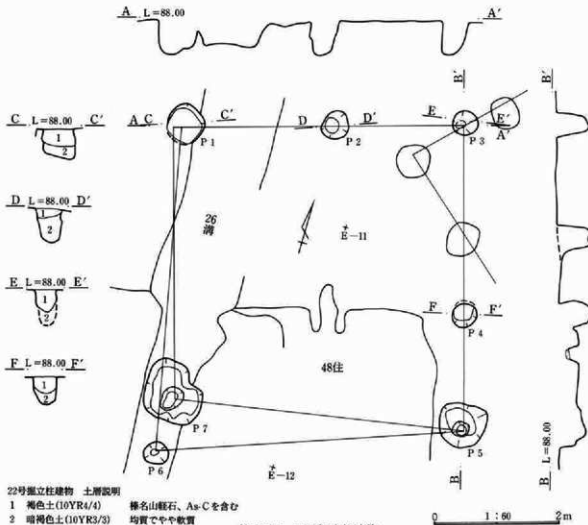 A L=88.00 A'
B' B'
C L=88.00 C'
1
2
A C C' D D' E E' A'
P 1 P 2 P 3
D L=88.00 D'
1
2
26
溝
E-11
E L=88.00 E'
1
2
F F'
P 4
F L=88.00 F'
1
2
48住
P 7
P 5
P 6
E-12
B
L=88.00
B
22号掘立柱建物 土層説明
1 褐色土(10YR4/4) 榛名山軽石、As-Cを含む
2 暗褐色土(10YR3/3) 均質でやや軟質
0 1:60 2 m